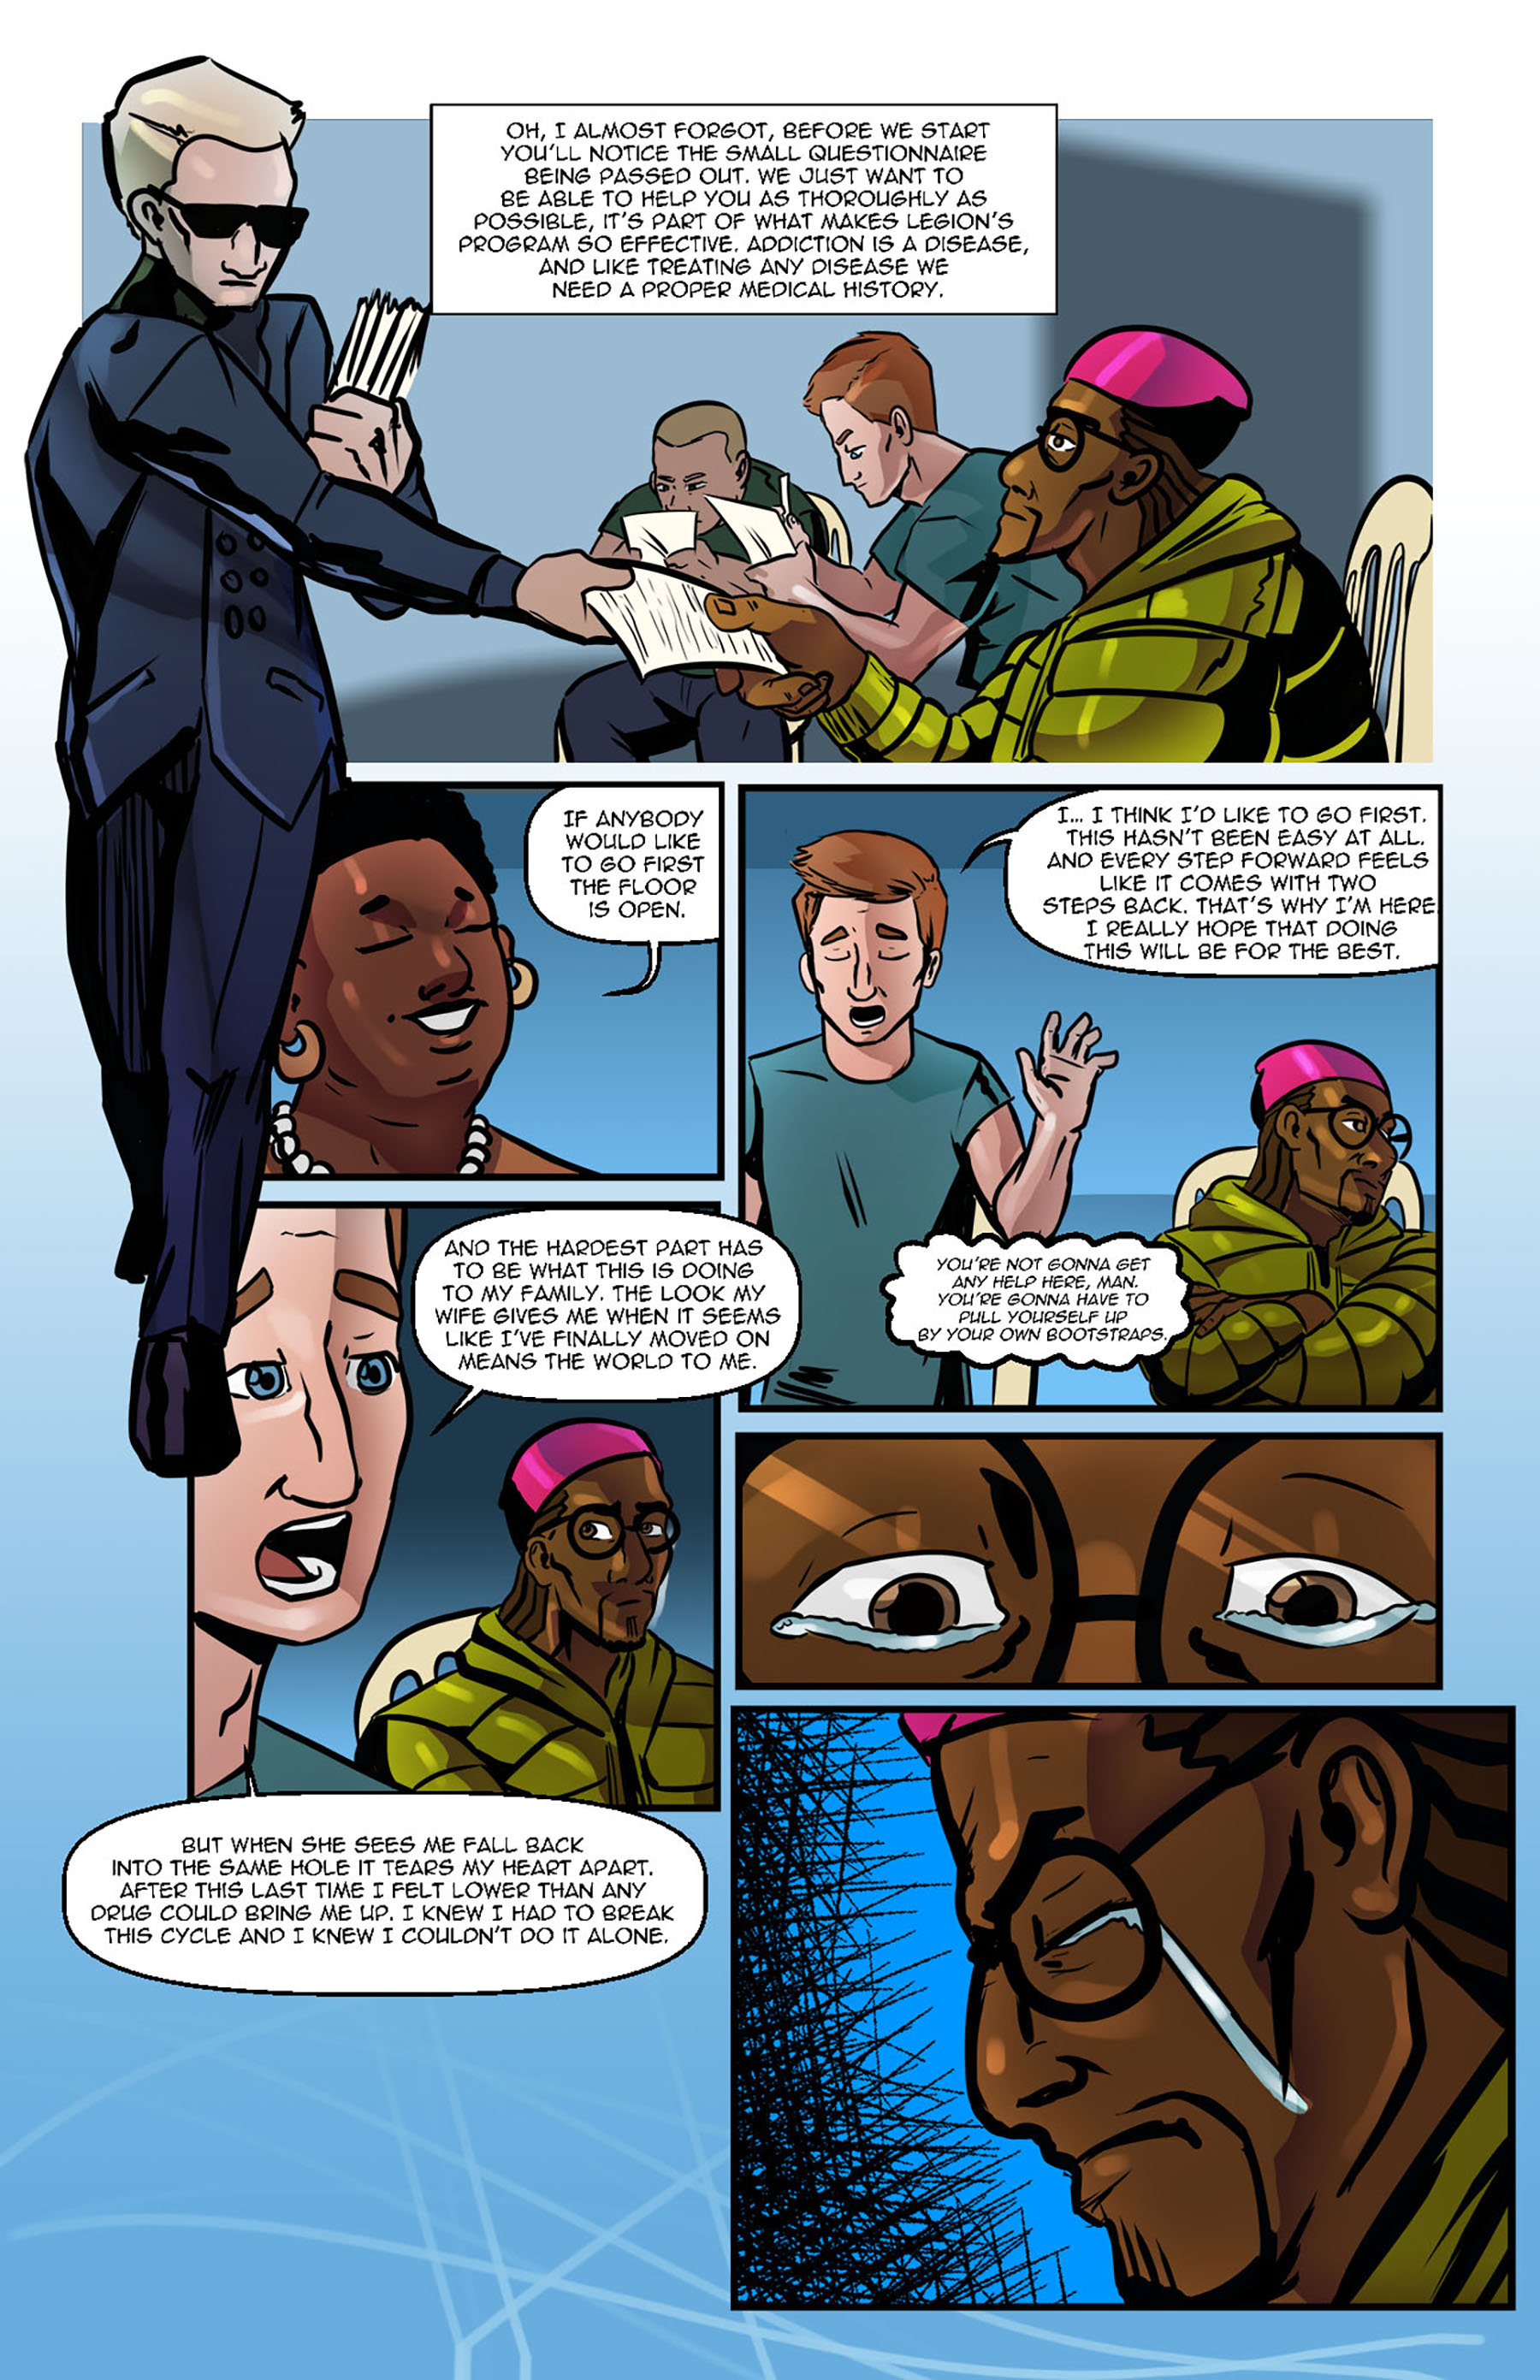 OH, I ALMOST FORGOT, BEFORE WE START
YOU'LL NOTICE THE SMALL QUESTIONNAIRE
BEING PASSED OUT. WE JUST WANT TO
BE ABLE TO HELP YOU AS THOROUGHLY AS
POSSIBLE, IT'S PART OF WHAT MAKES LEGION'S
PROGRAM SO EFFECTIVE. ADDICTION IS A DISEASE,
AND LIKE TREATING ANY DISEASE WE
NEED A PROPER MEDICAL HISTORY.
IF ANYBODY
WOULD LIKE
TO GO FIRST
THE FLOOR
IS OPEN.
I... I THINK I'D LIKE TO GO FIRST.
THIS HASN'T BEEN EASY AT ALL.
AND EVERY STEP FORWARD FEELS
LIKE IT COMES WITH TWO
STEPS BACK. THAT'S WHY I'M HERE.
I REALLY HOPE THAT DOING
THIS WILL BE FOR THE BEST.
YOU'RE NOT GONNA GET
ANY HELP HERE, MAN.
YOU'RE GONNA HAVE TO
PULL YOURSELF UP
BY YOUR OWN BOOTSTRAPS.
AND THE HARDEST PART HAS
TO BE WHAT THIS IS DOING
TO MY FAMILY. THE LOOK MY
WIFE GIVES ME WHEN IT SEEMS
LIKE I'VE FINALLY MOVED ON
MEANS THE WORLD TO ME.
BUT WHEN SHE SEES ME FALL BACK
INTO THE SAME HOLE IT TEARS MY HEART APART.
AFTER THIS LAST TIME I FELT LOWER THAN ANY
DRUG COULD BRING ME UP. I KNEW I HAD TO BREAK
THIS CYCLE AND I KNEW I COULDN'T DO IT ALONE.